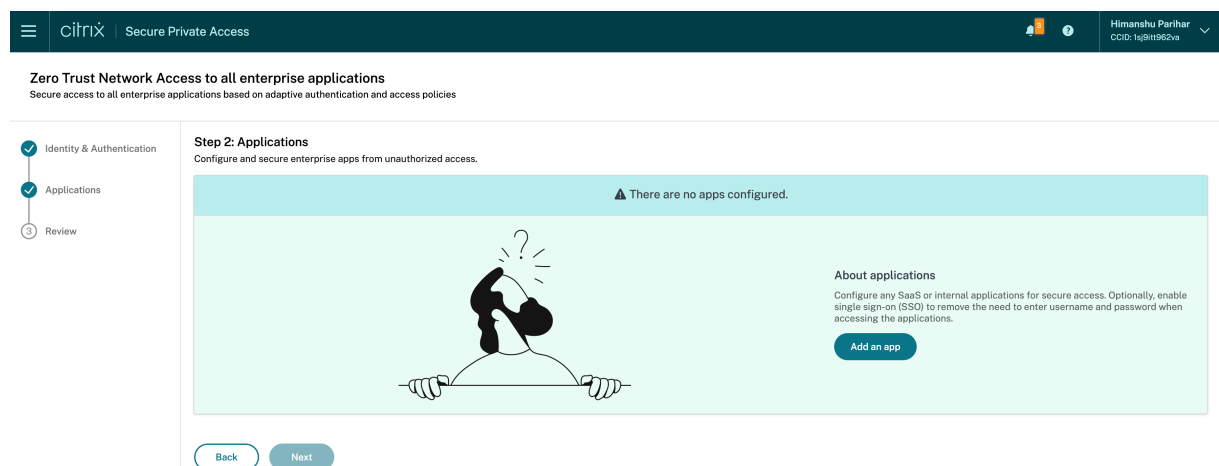 citrix | Secure Private Access
3
?
Himanshu Parihar
CCID: 1sj9itt962va
Zero Trust Network Access to all enterprise applications
Secure access to all enterprise applications based on adaptive authentication and access policies
Identity & Authentication
Applications
3 Review
Step 2: Applications
Configure and secure enterprise apps from unauthorized access.
There are no apps configured.
?
About applications
Configure any SaaS or internal applications for secure access. Optionally, enable
single sign-on (SSO) to remove the need to enter username and password when
accessing the applications.
Add an app
Back
Next